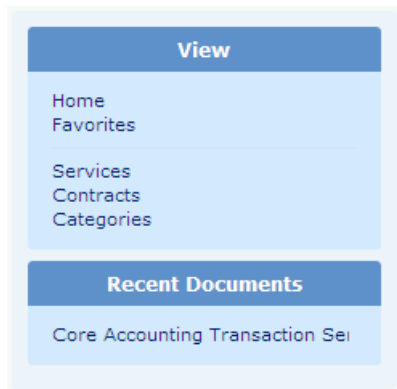 View
Home
Favorites
Services
Contracts
Categories
Recent Documents
Core Accounting Transaction